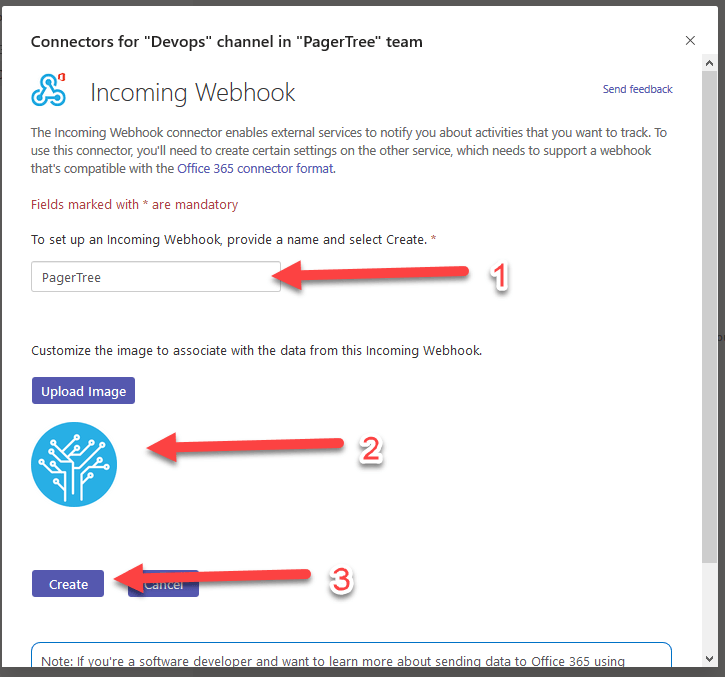 Connectors for "Devops" channel in "PagerTree" team
Incoming Webhook
Send feedback
The Incoming Webhook connector enables external services to notify you about activities that you want to track. To
use this connector, you'll need to create certain settings on the other service, which needs to support a webhook
that's compatible with the Office 365 connector format.
Fields marked with * are mandatory
To set up an Incoming Webhook, provide a name and select Create. *
PagerTree
1
Customize the image to associate with the data from this Incoming Webhook.
Upload Image
2
Create
Cancel
3
Note: If you're a software developer and want to learn more about sending data to Office 365 using